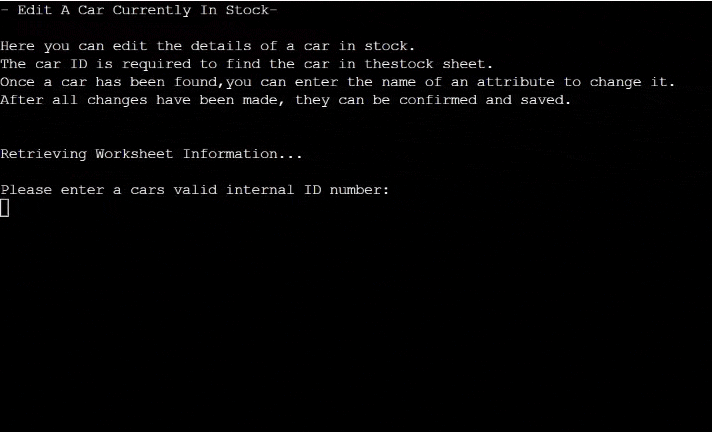 - Edit A Car Currently In Stock-
Here you can edit the details of a car in stock.
The car ID is required to find the car in thestock sheet.
Once a car has been found,you can enter the name of an attribute to change it.
After all changes have been made, they can be confirmed and saved.
Retrieving Worksheet Information...
Please enter a cars valid internal ID number: